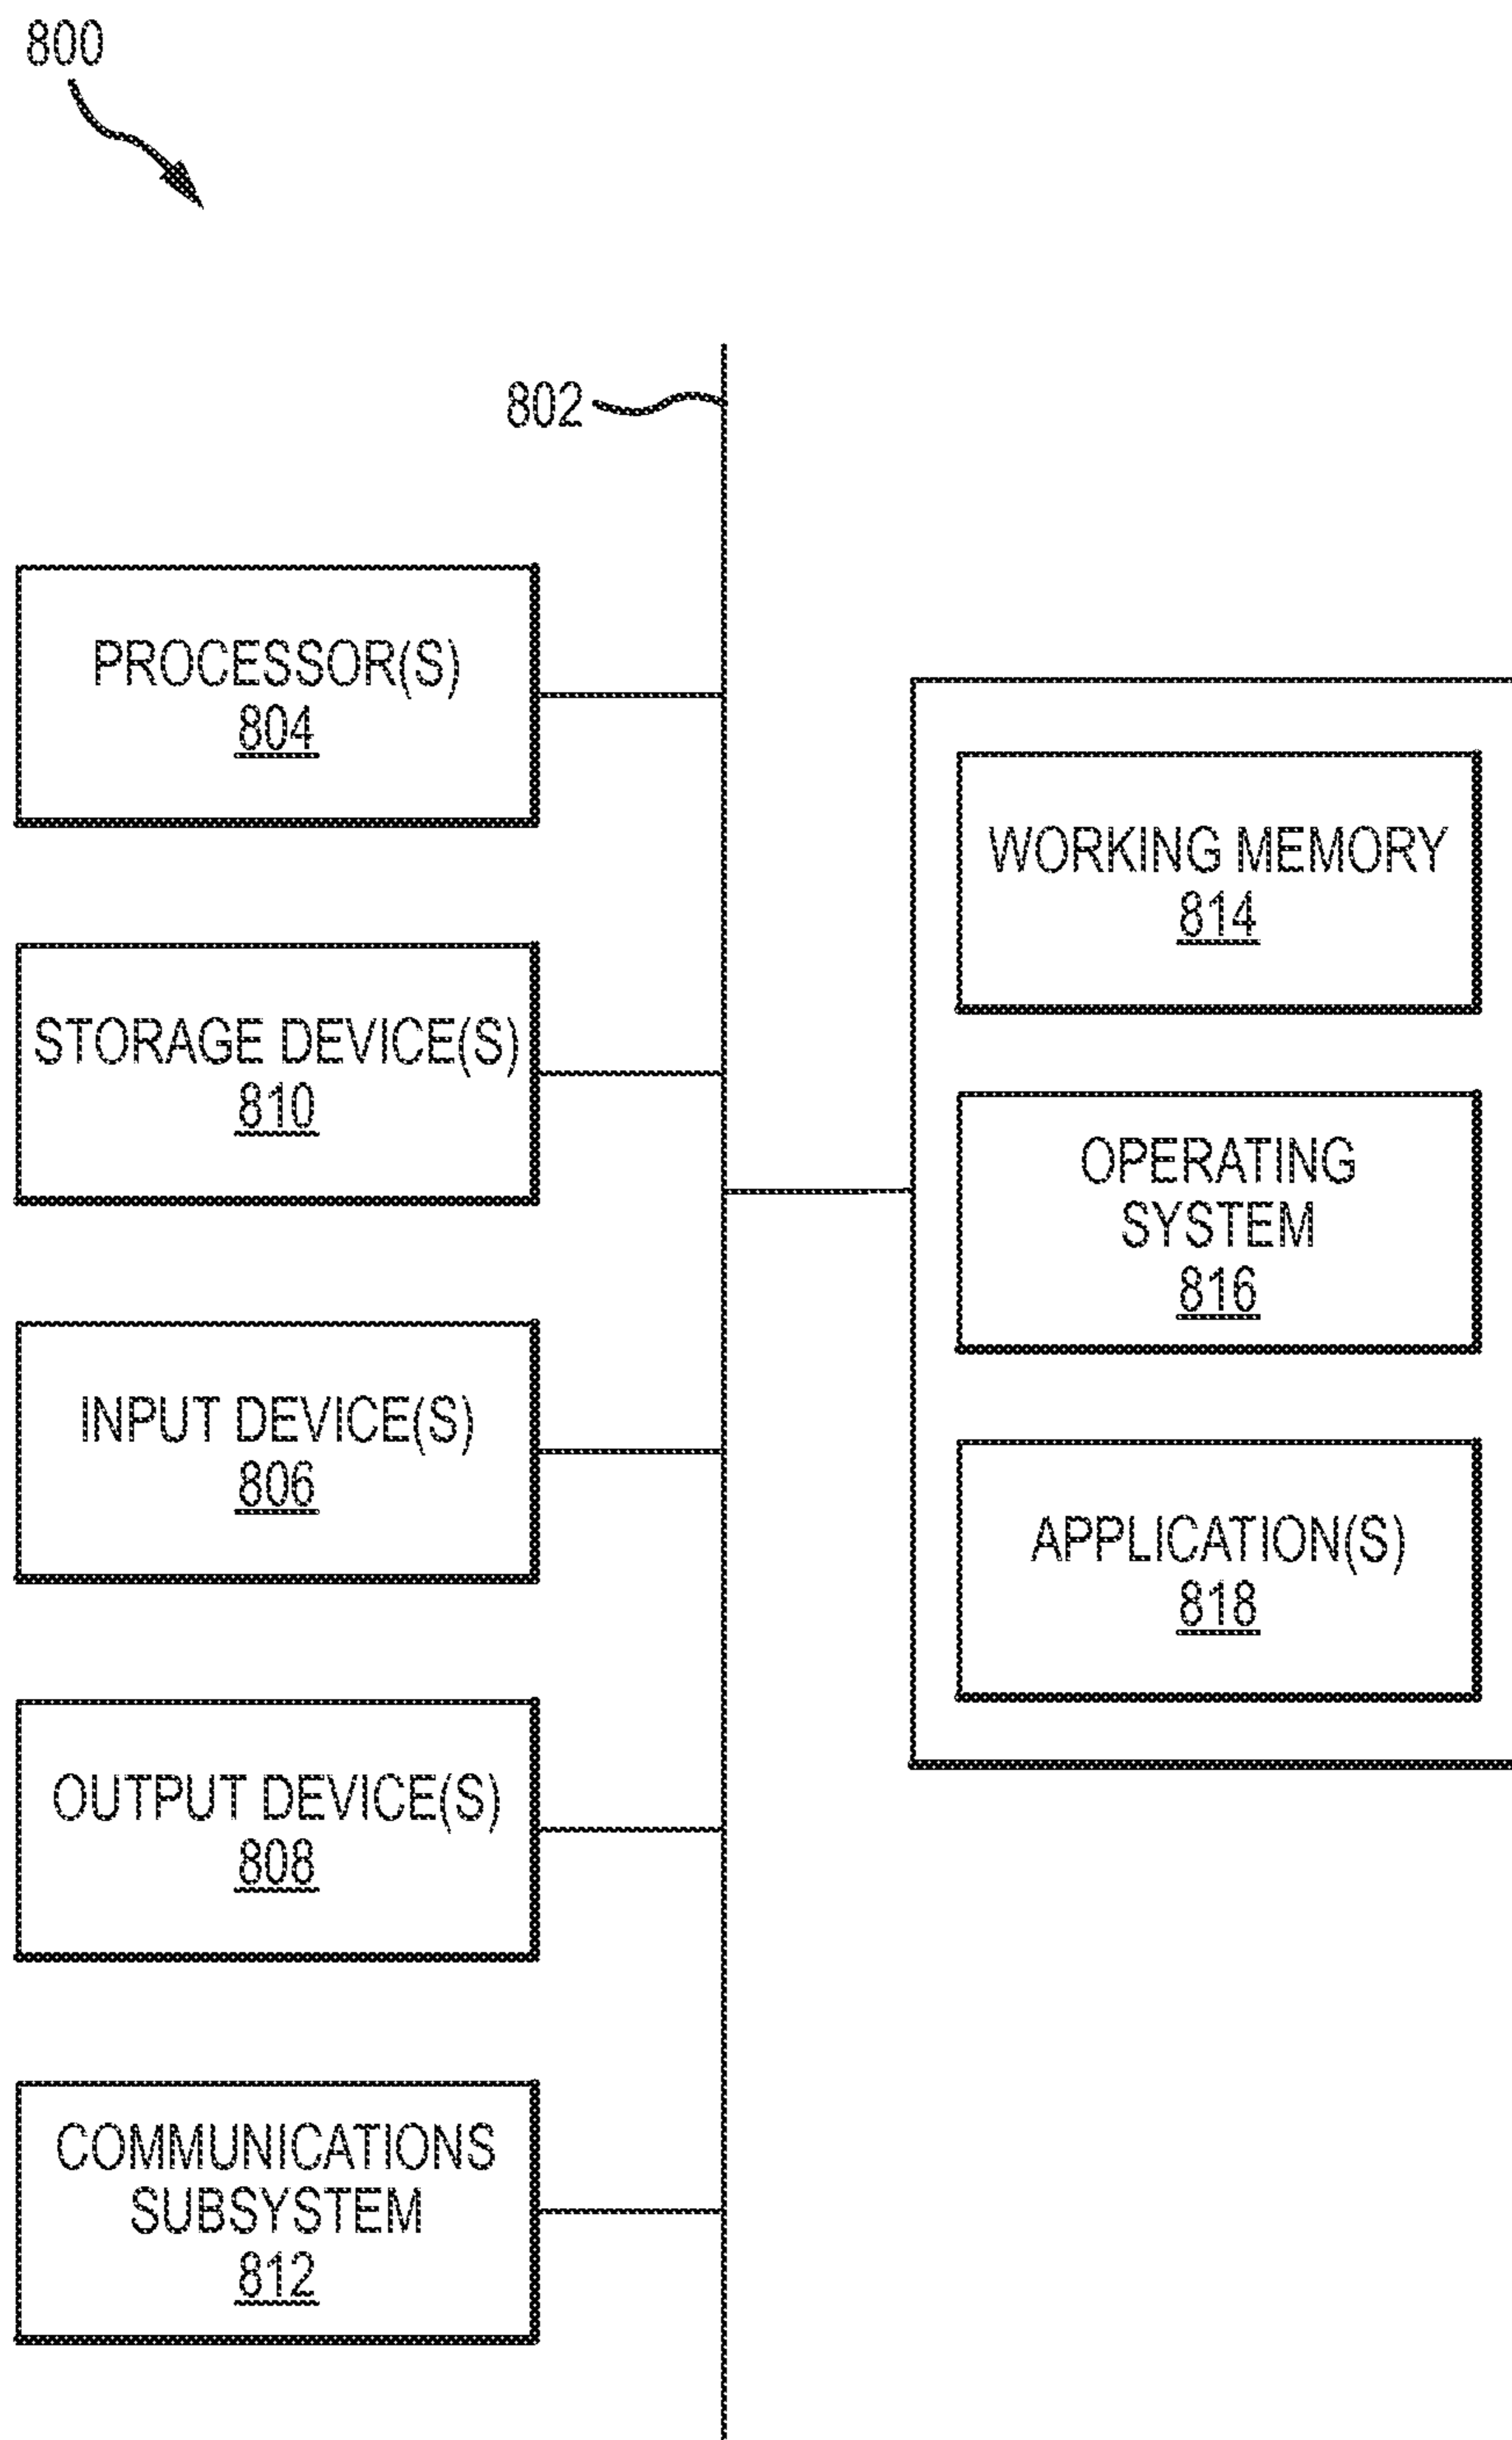 800
802
PROCESSOR(S)
804
STORAGE DEVICE(S)
810
INPUT DEVICE(S)
806
OUTPUT DEVICE(S)
808
COMMUNICATIONS
SUBSYSTEM
812
WORKING MEMORY
814
OPERATING
SYSTEM
816
APPLICATION(S)
818